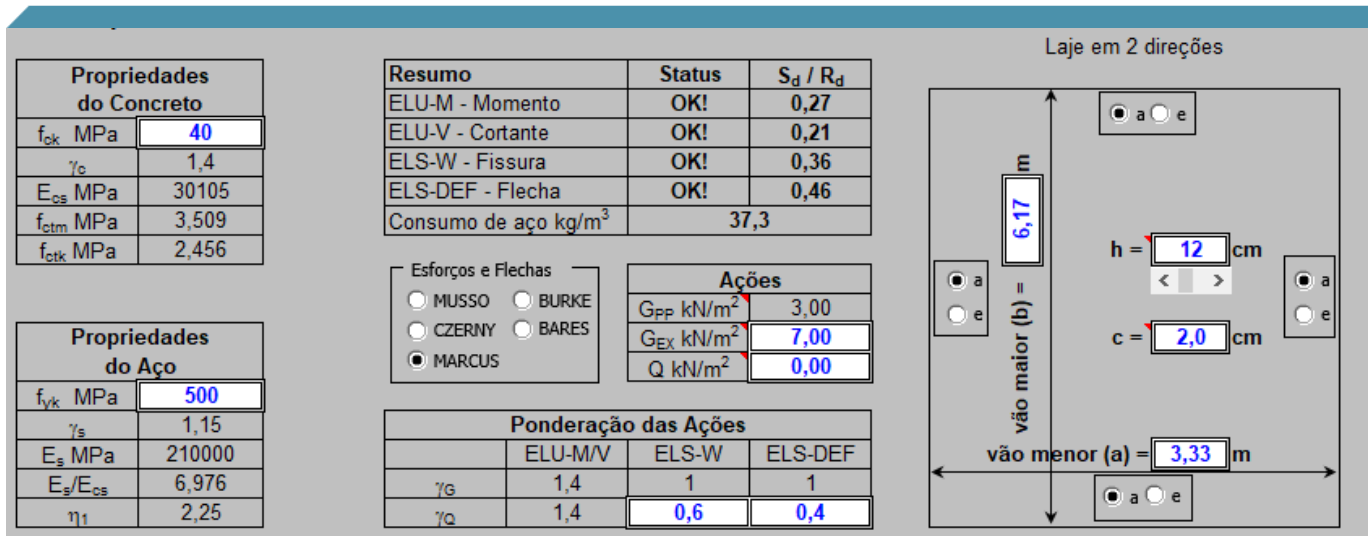 Propriedades
do Concreto
fck MPa 40
γc 1,4
Ecs MPa 30105
fctm MPa 3,509
fctk MPa 2,456
Propriedades
do Aço
fyk MPa 500
γs 1,15
Es MPa 210000
Es/Ecs 6,976
η1 2,25
Resumo Status Sd / Rd
ELU-M - Momento OK! 0,27
ELU-V - Cortante OK! 0,21
ELS-W - Fissura OK! 0,36
ELS-DEF - Flecha OK! 0,46
Consumo de aço kg/m3 37,3
Esforços e Flechas
MUSSO BURKE
CZERNY BARES
MARCUS
Ações
GPP kN/m2 3,00
GEX kN/m2 7,00
Q kN/m2 0,00
Ponderação das Ações
ELU-M/V ELS-W ELS-DEF
γG 1,4 1 1
γQ 1,4 0,6 0,4
Laje em 2 direções
a e
vão maior (b) = 6,17 m
a
e
h = 12 cm
< >
c = 2,0 cm
a
e
vão menor (a) = 3,33 m
a e